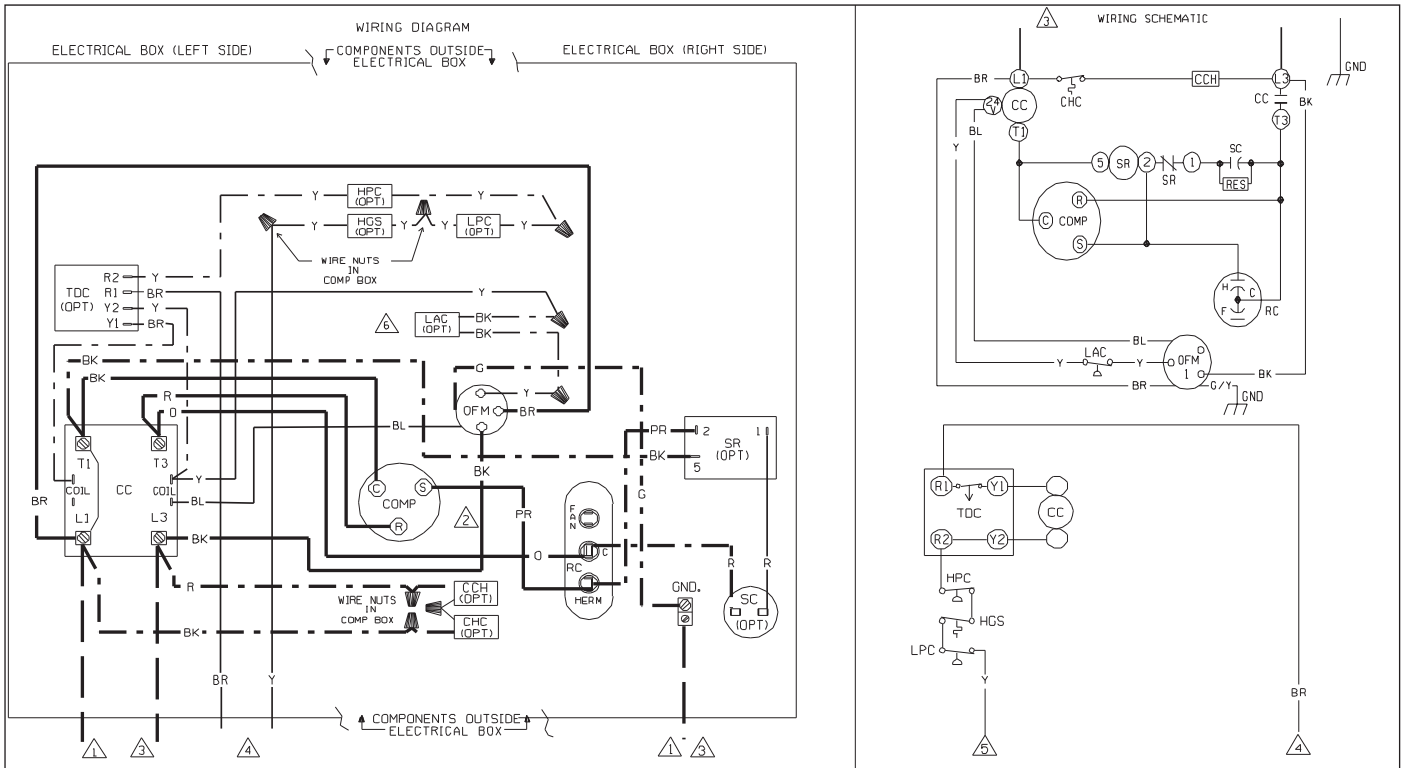 WIRING DIAGRAM
ELECTRICAL BOX (LEFT SIDE)
COMPONENTS OUTSIDE
ELECTRICAL BOX
ELECTRICAL BOX (RIGHT SIDE)
Y
HPC
(OPT)
Y
Y
HGS
(OPT)
Y
Y
LPC
(OPT)
Y
WIRE NUTS
IN
COMP BOX
TDC
(OPT)
R2
Y
R1
BR
Y2
Y
Y1
BR
Y
6
LAC
(OPT)
BK
BK
BK
BK
G
R
O
Y
OFM
BR
BL
PR
2
1
SR
(OPT)
BK
5
T1
T3
COIL
CC
COIL
Y
BL
L1
L3
BR
BK
BK
C
S
COMP
R
2
PR
G
FAN
C
O
RC
HERM
R
R
R
WIRE NUTS
IN
COMP BOX
CCH
(OPT)
CHC
(OPT)
BK
GND.
SC
(OPT)
BR
Y
COMPONENTS OUTSIDE
ELECTRICAL BOX
1
3
4
1
3
3
WIRING SCHEMATIC
GND
BR
L1
CHC
CCH
L3
24V
CC
CC
BK
BL
T1
T3
Y
5
SR
2
SR
1
SC
RES
R
C
COMP
S
H
C
F
RC
BL
LAC
Y
Y
OFM
1
BK
BR
G/Y
GND
R1
Y1
TDC
CC
R2
Y2
HPC
HGS
LPC
Y
BR
5
4